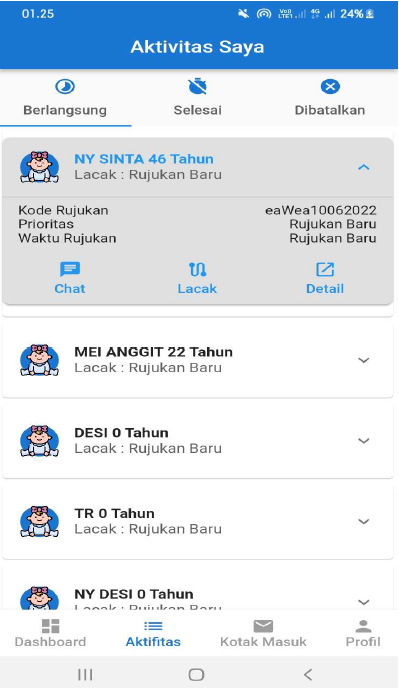 01.25
Vo))
LTE1
4G
24%
Aktivitas Saya
Berlangsung
Selesai
Dibatalkan
NY SINTA 46 Tahun
Lacak : Rujukan Baru
Kode Rujukan
eaWea10062022
Prioritas
Rujukan Baru
Waktu Rujukan
Rujukan Baru
Chat
Lacak
Detail
MEI ANGGIT 22 Tahun
Lacak : Rujukan Baru
DESI 0 Tahun
Lacak : Rujukan Baru
TR 0 Tahun
Lacak : Rujukan Baru
NY DESI 0 Tahun
Lacak : Rujukan Baru
Dashboard
Aktifitas
Kotak Masuk
Profil